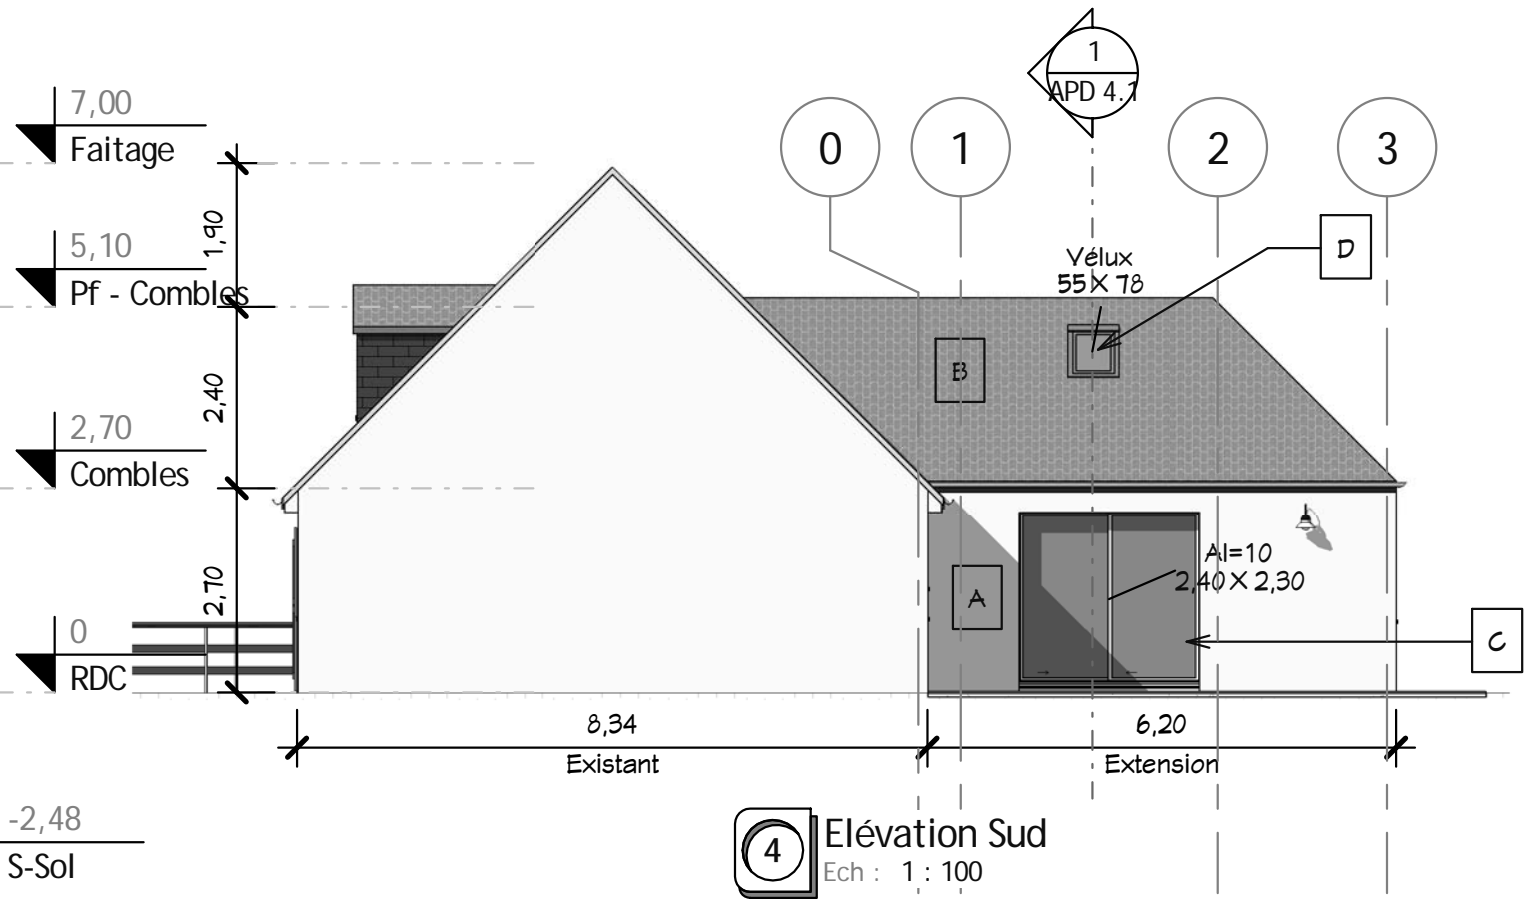 1
APD 4.1
7,00
Faitage
0
1
2
3
1,90
5,10
Pf - Combles
D
Vélux
55 X 78
B
2,40
2,70
Combles
Al=10
2,40 X 2,30
2,70
A
0
RDC
C
8,34
Existant
6,20
Extension
-2,48
S-Sol
4
Elévation Sud
Ech : 1 : 100